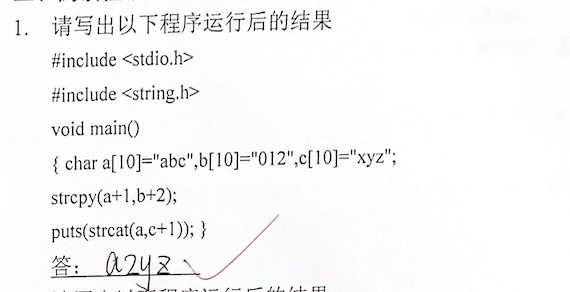 1. 请写出以下程序运行后的结果
#include <stdio.h>
#include <string.h>
void main()
{ char a[10]="abc",b[10]="012",c[10]="xyz";
strcpy(a+1,b+2);
puts(strcat(a,c+1)); }
答: a2yz